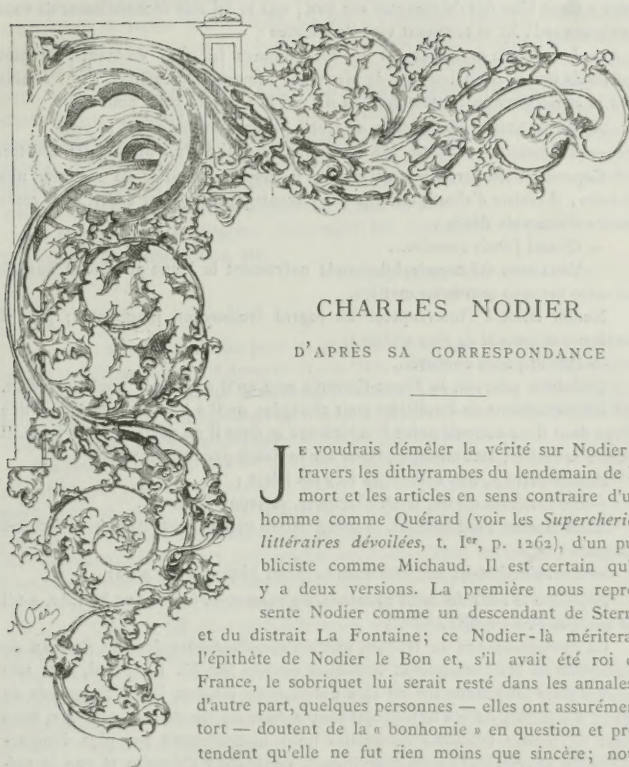 CHARLES NODIER
D'APRÈS SA CORRESPONDANCE
JE voudrais démêler la vérité sur Nodier
travers les dithyrambes du lendemain de
mort et les articles en sens contraire d'u
homme comme Quérard (voir les Supercheri
littéraires dévoilées, t. Ier, p. 1262), d'un pu
bliciste comme Michaud. Il est certain qu'
y a deux versions. La première nous repré
sente Nodier comme un descendant de Stern
et du distrait La Fontaine; ce Nodier-là mériterai
l'épithète de Nodier le Bon et, s'il avait été roi d
France, le sobriquet lui serait resté dans les annales
d'autre part, quelques personnes — elles ont assurémen
tort — doutent de la « bonhomie » en question et pré
tendent qu'elle ne fut rien moins que sincère; nou